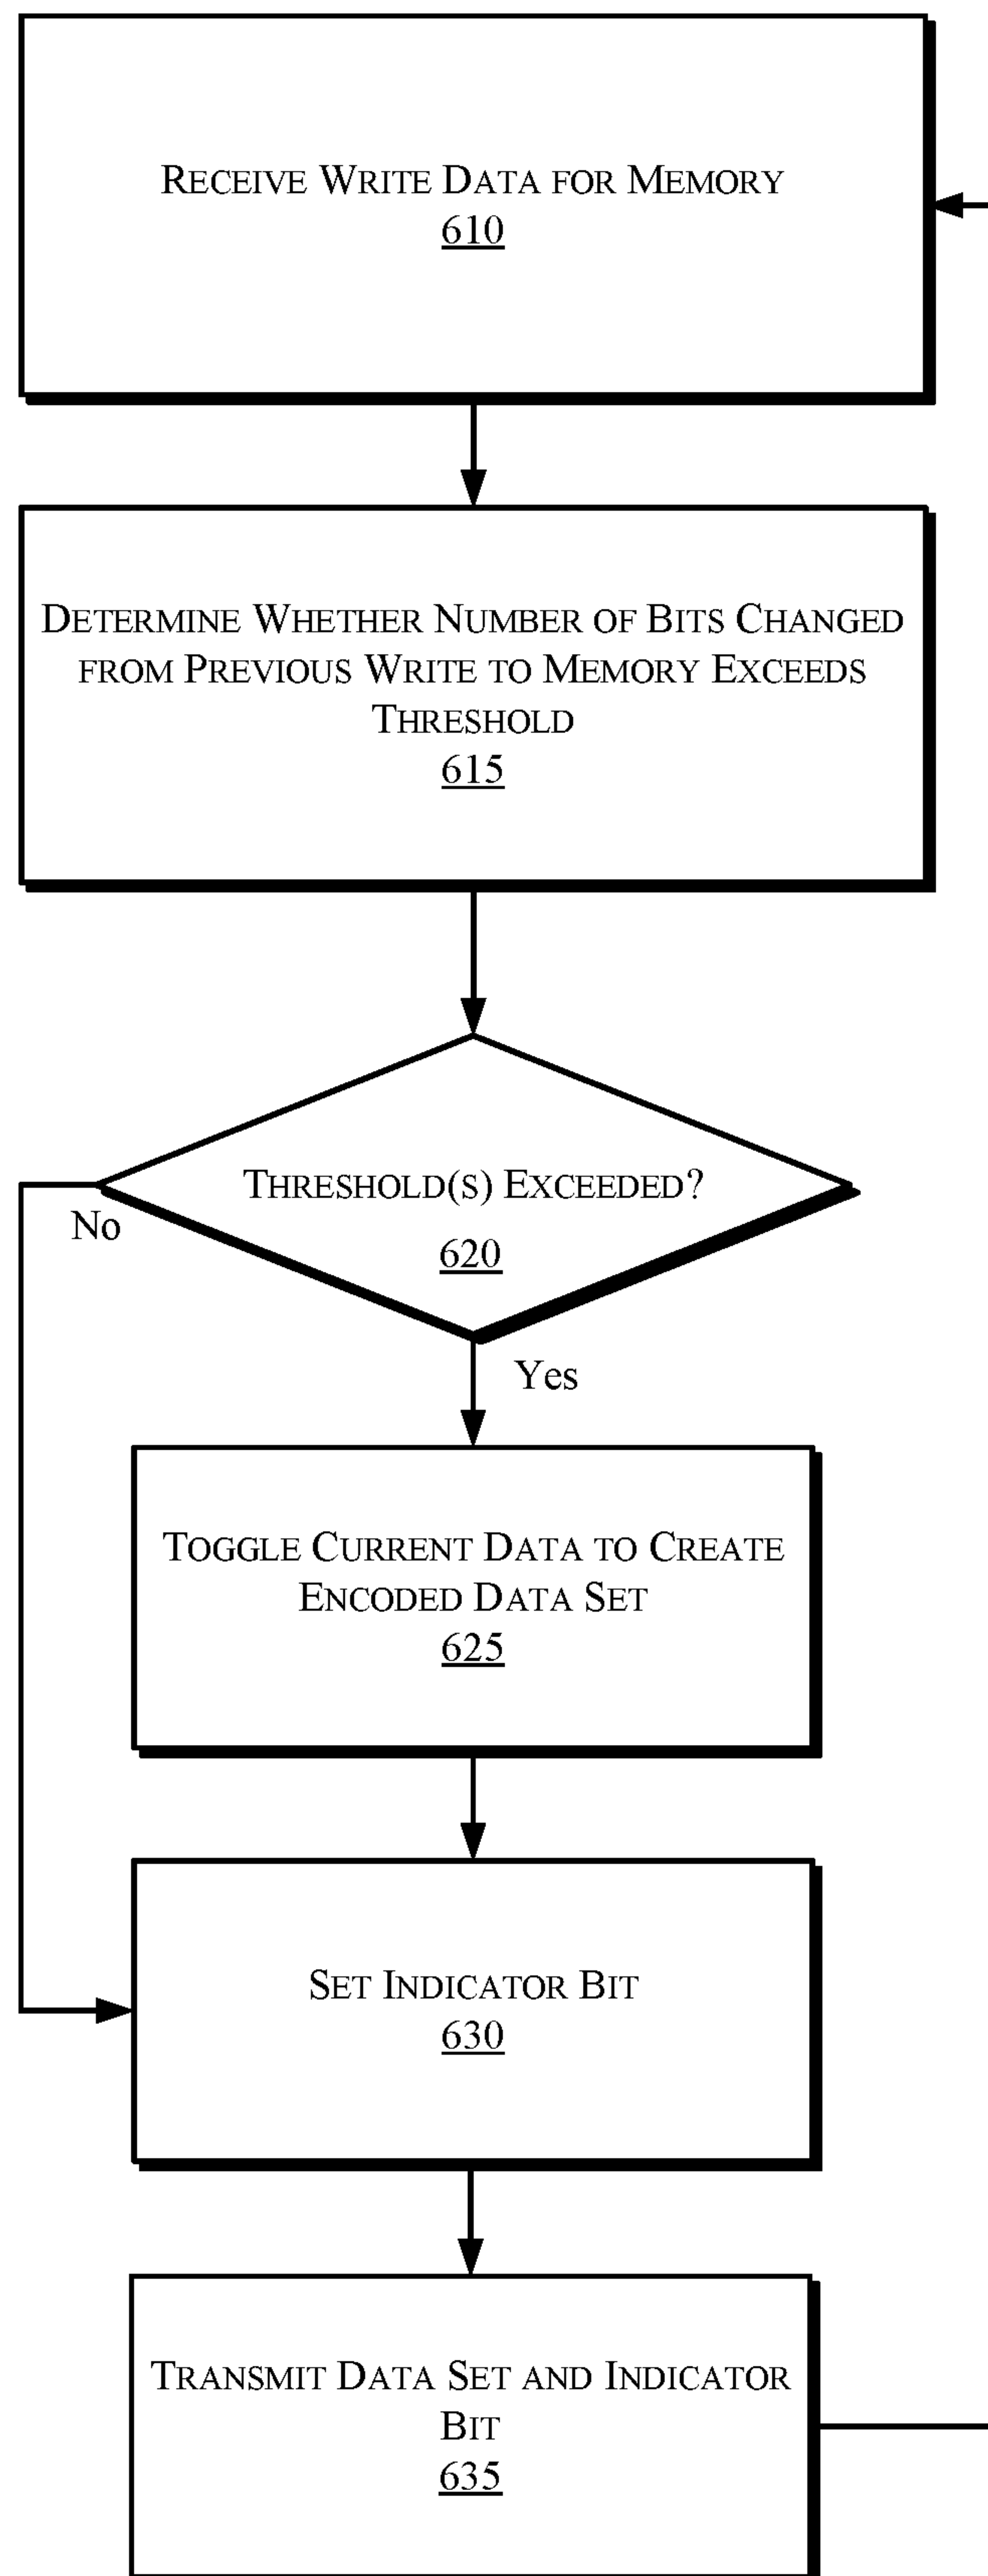 RECEIVE WRITE DATA FOR MEMORY
610
DETERMINE WHETHER NUMBER OF BITS CHANGED
FROM PREVIOUS WRITE TO MEMORY EXCEEDS
THRESHOLD
615
THRESHOLD(S) EXCEEDED?
No
620
Yes
TOGGLE CURRENT DATA TO CREATE
ENCODED DATA SET
625
SET INDICATOR BIT
630
TRANSMIT DATA SET AND INDICATOR
BIT
635